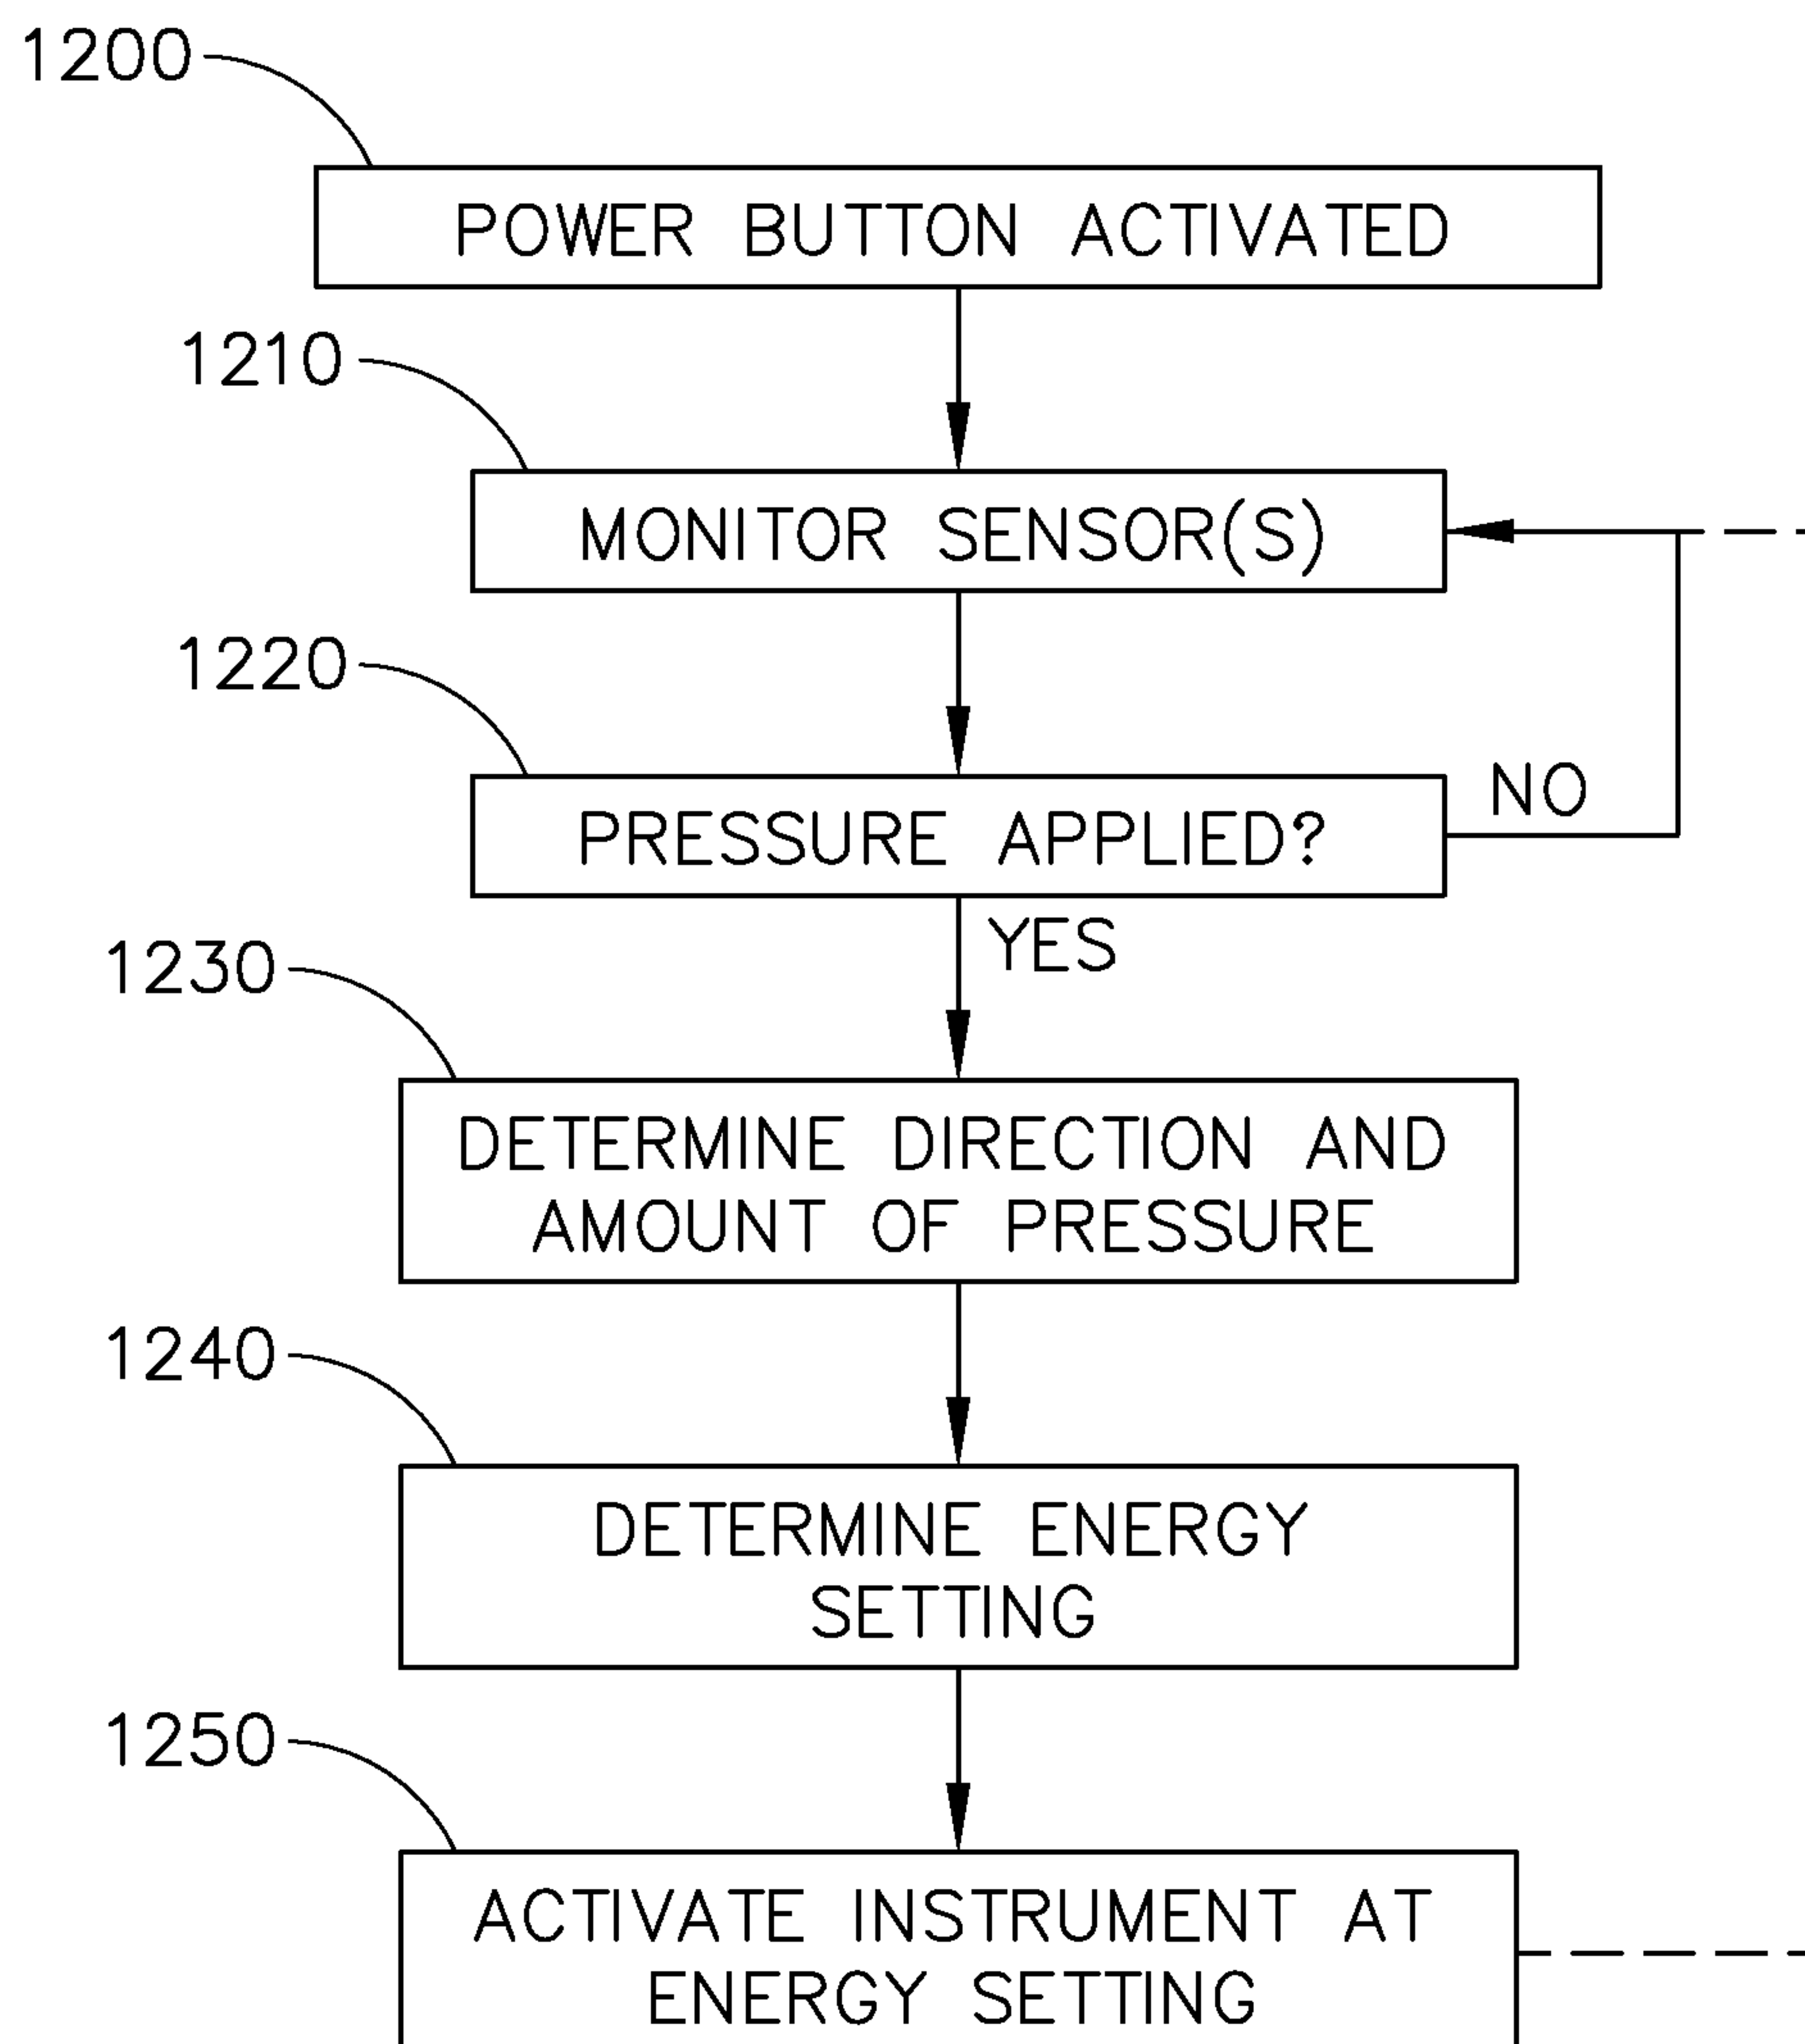 1200
POWER BUTTON ACTIVATED
1210
MONITOR SENSOR(S)
1220
PRESSURE APPLIED?
NO
YES
1230
DETERMINE DIRECTION AND
AMOUNT OF PRESSURE
1240
DETERMINE ENERGY
SETTING
1250
ACTIVATE INSTRUMENT AT
ENERGY SETTING